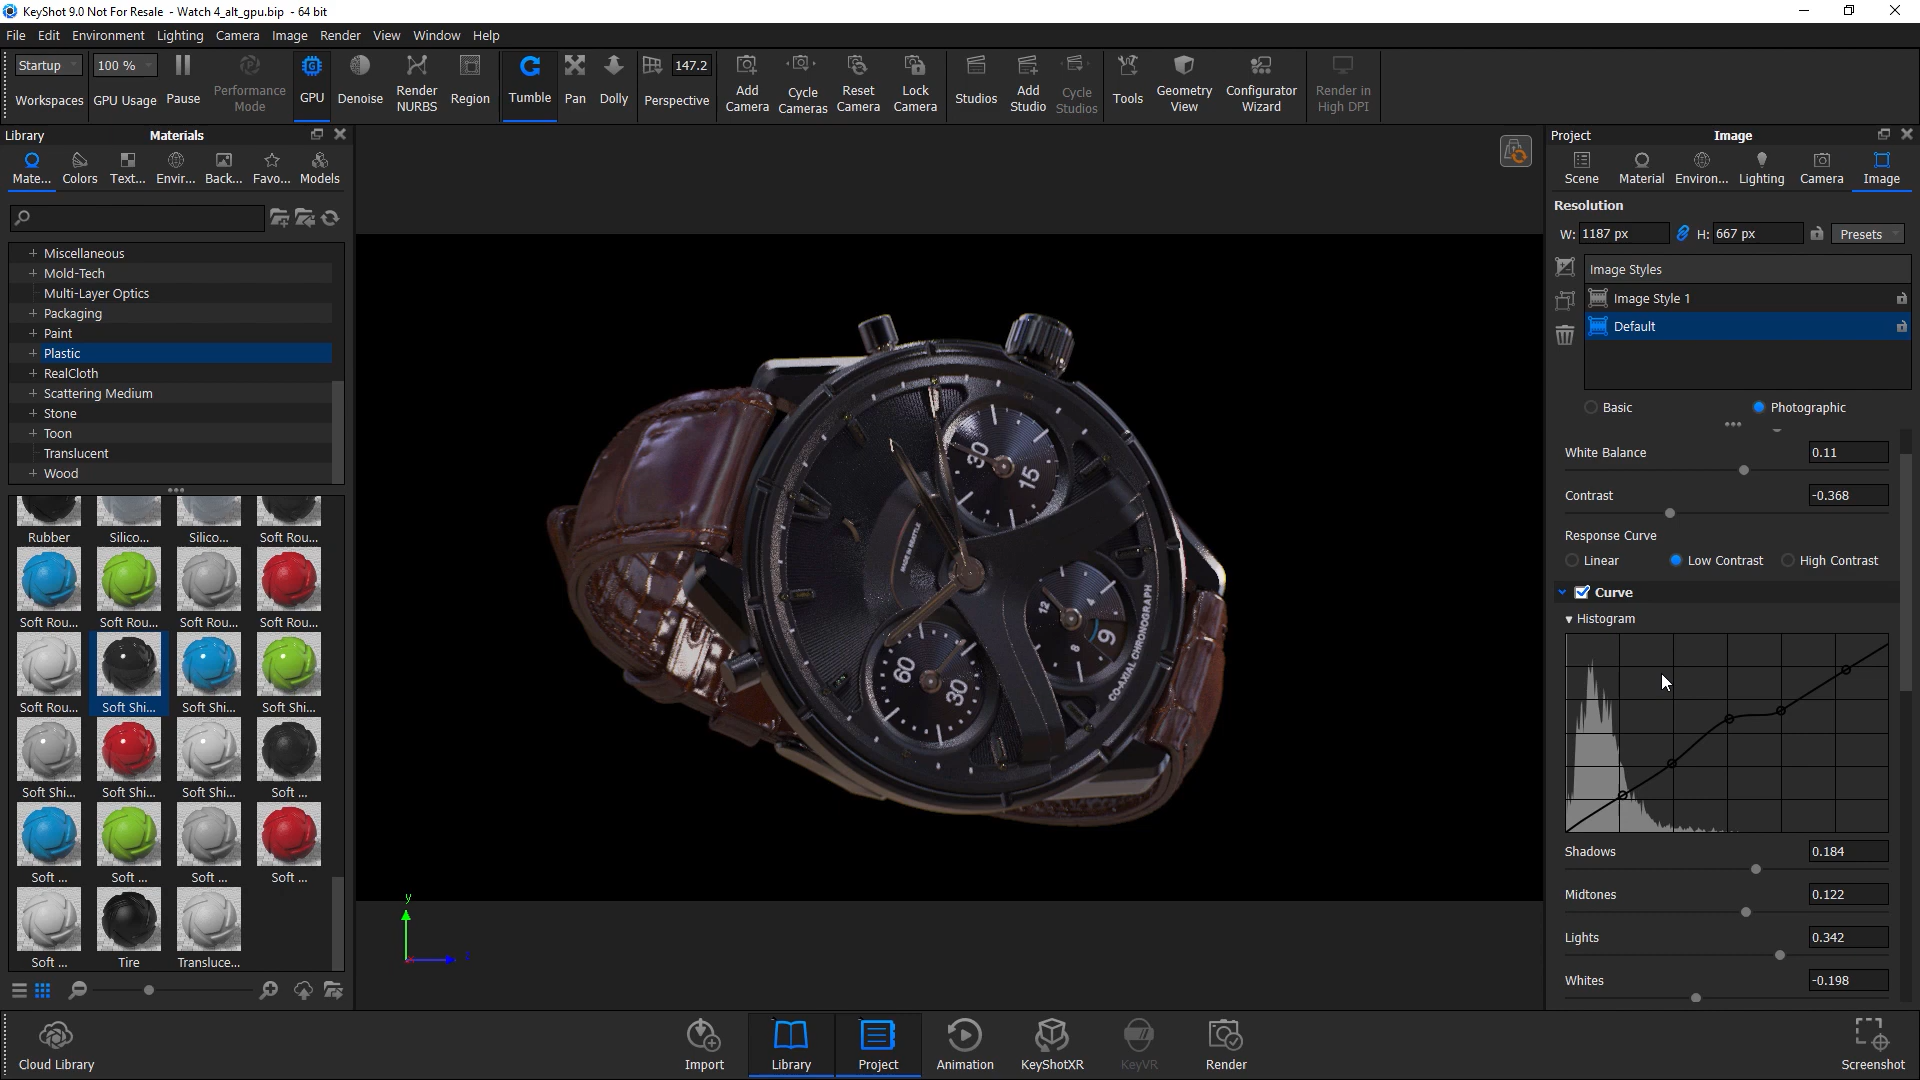 KeyShot 9.0 Not For Resale - Watch 4_alt_gpu.bip - 64 bit
File Edit Environment Lighting Camera Image Render View Window Help
Startup
Workspaces
100 %
GPU Usage
Pause
Performance
Mode
GPU
Denoise
Render
NURBS
Region
Tumble
Pan
Dolly
147.2
Perspective
Add
Camera
Cycle
Cameras
Reset
Camera
Lock
Camera
Studios
Add
Studio
Cycle
Studios
Tools
Geometry
View
Configurator
Wizard
Render in
High DPI
Library
Materials
Mate...
Colors
Text...
Envir...
Back...
Favo...
Models
Miscellaneous
Mold-Tech
Multi-Layer Optics
Packaging
Paint
Plastic
RealCloth
Scattering Medium
Stone
Toon
Translucent
Wood
Rubber Silico... Silico... Soft Rou...
Soft Rou... Soft Rou... Soft Rou... Soft Rou...
Soft Rou... Soft Shi... Soft Shi... Soft Shi...
Soft Shi... Soft Shi... Soft Shi... Soft ...
Soft ... Soft ... Soft ... Soft ...
Soft ... Tire Transluce...
30
15
12
4
9
8
60
30
CO-AXIAL CHRONOGRAPH
y
Project
Image
Scene
Material
Environ...
Lighting
Camera
Image
Resolution
W: 1187 px H: 667 px Presets
Image Styles
Image Style 1
Default
Basic Photographic
White Balance 0.11
Contrast -0.368
Response Curve
Linear Low Contrast High Contrast
Curve
Histogram
Shadows 0.184
Midtones 0.122
Lights 0.342
Whites -0.198
Cloud Library
Import
Library
Project
Animation
KeyShotXR
KeyVR
Render
Screenshot